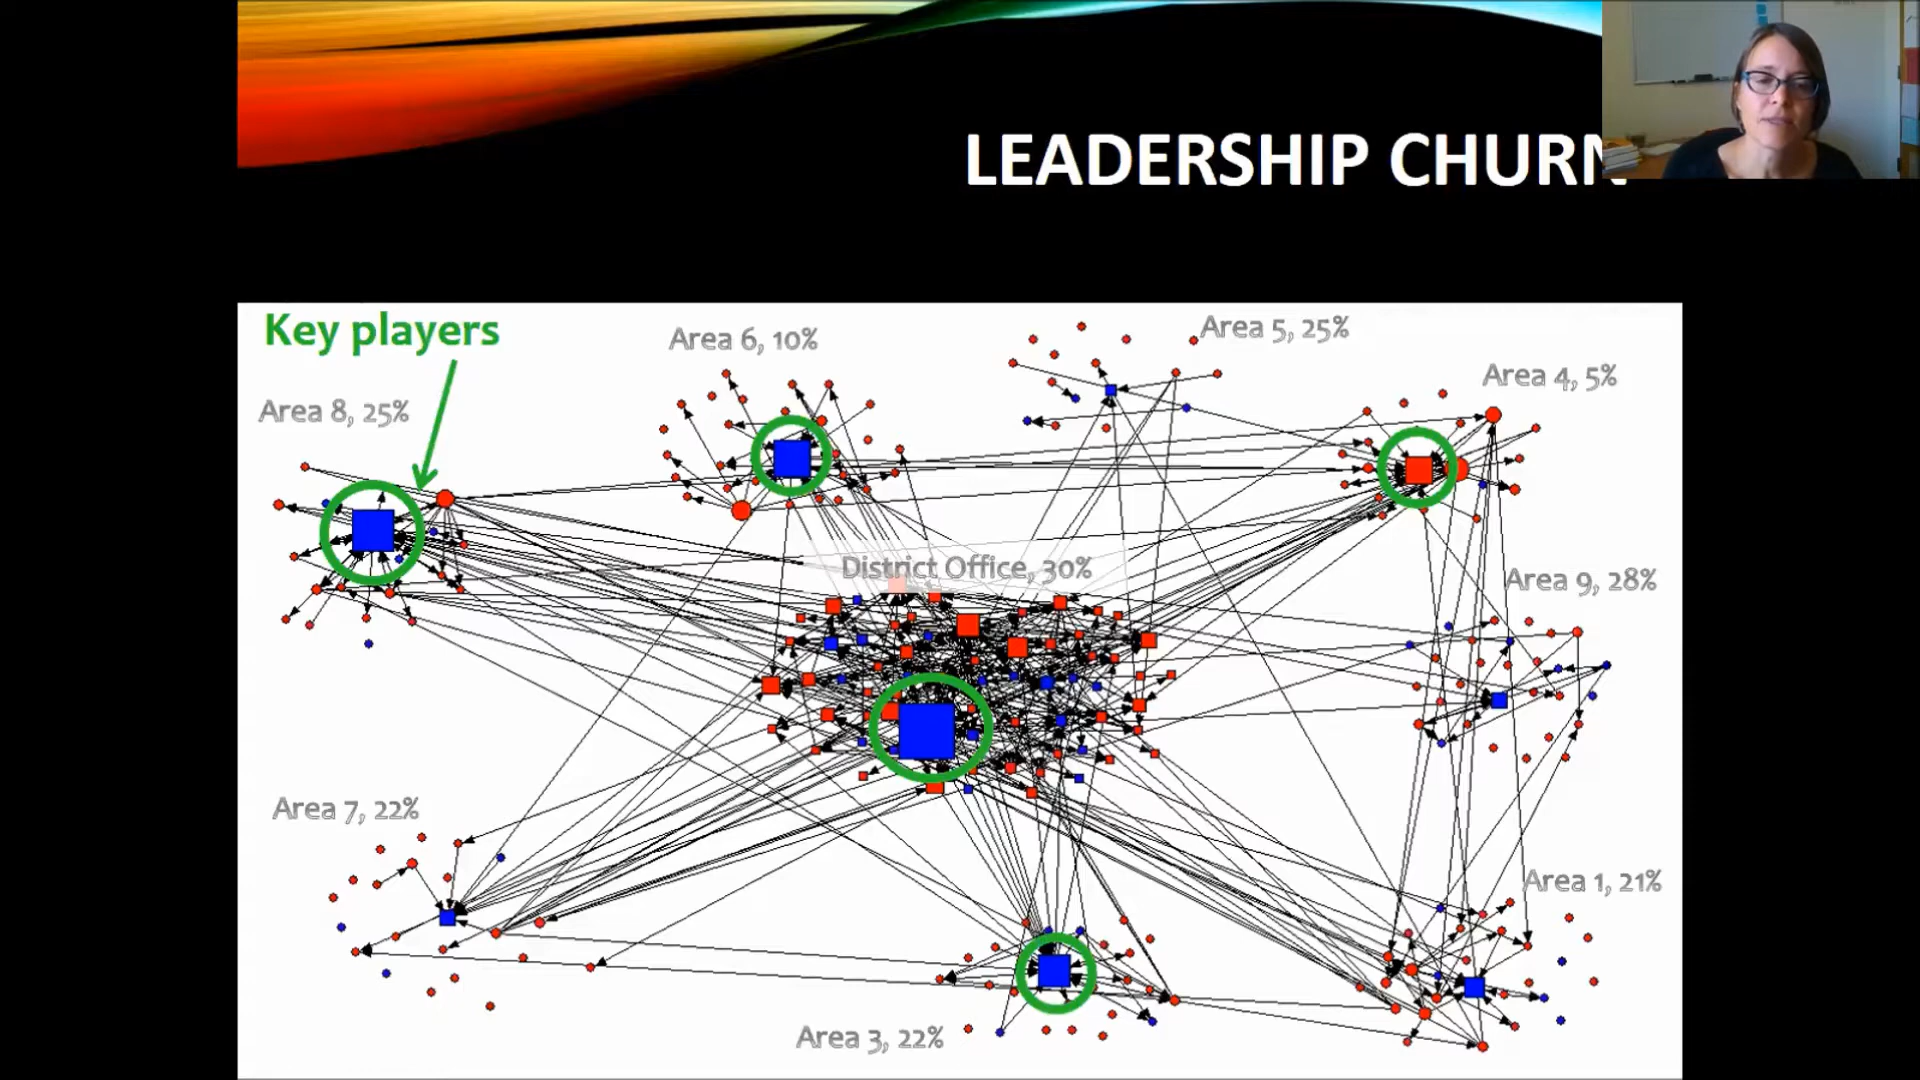 LEADERSHIP CHURN
Key players
Area 6, 10%
Area 5, 25%
Area 4, 5%
Area 8, 25%
District Office, 30%
Area 9, 28%
Area 7, 22%
Area 1, 21%
Area 3, 22%